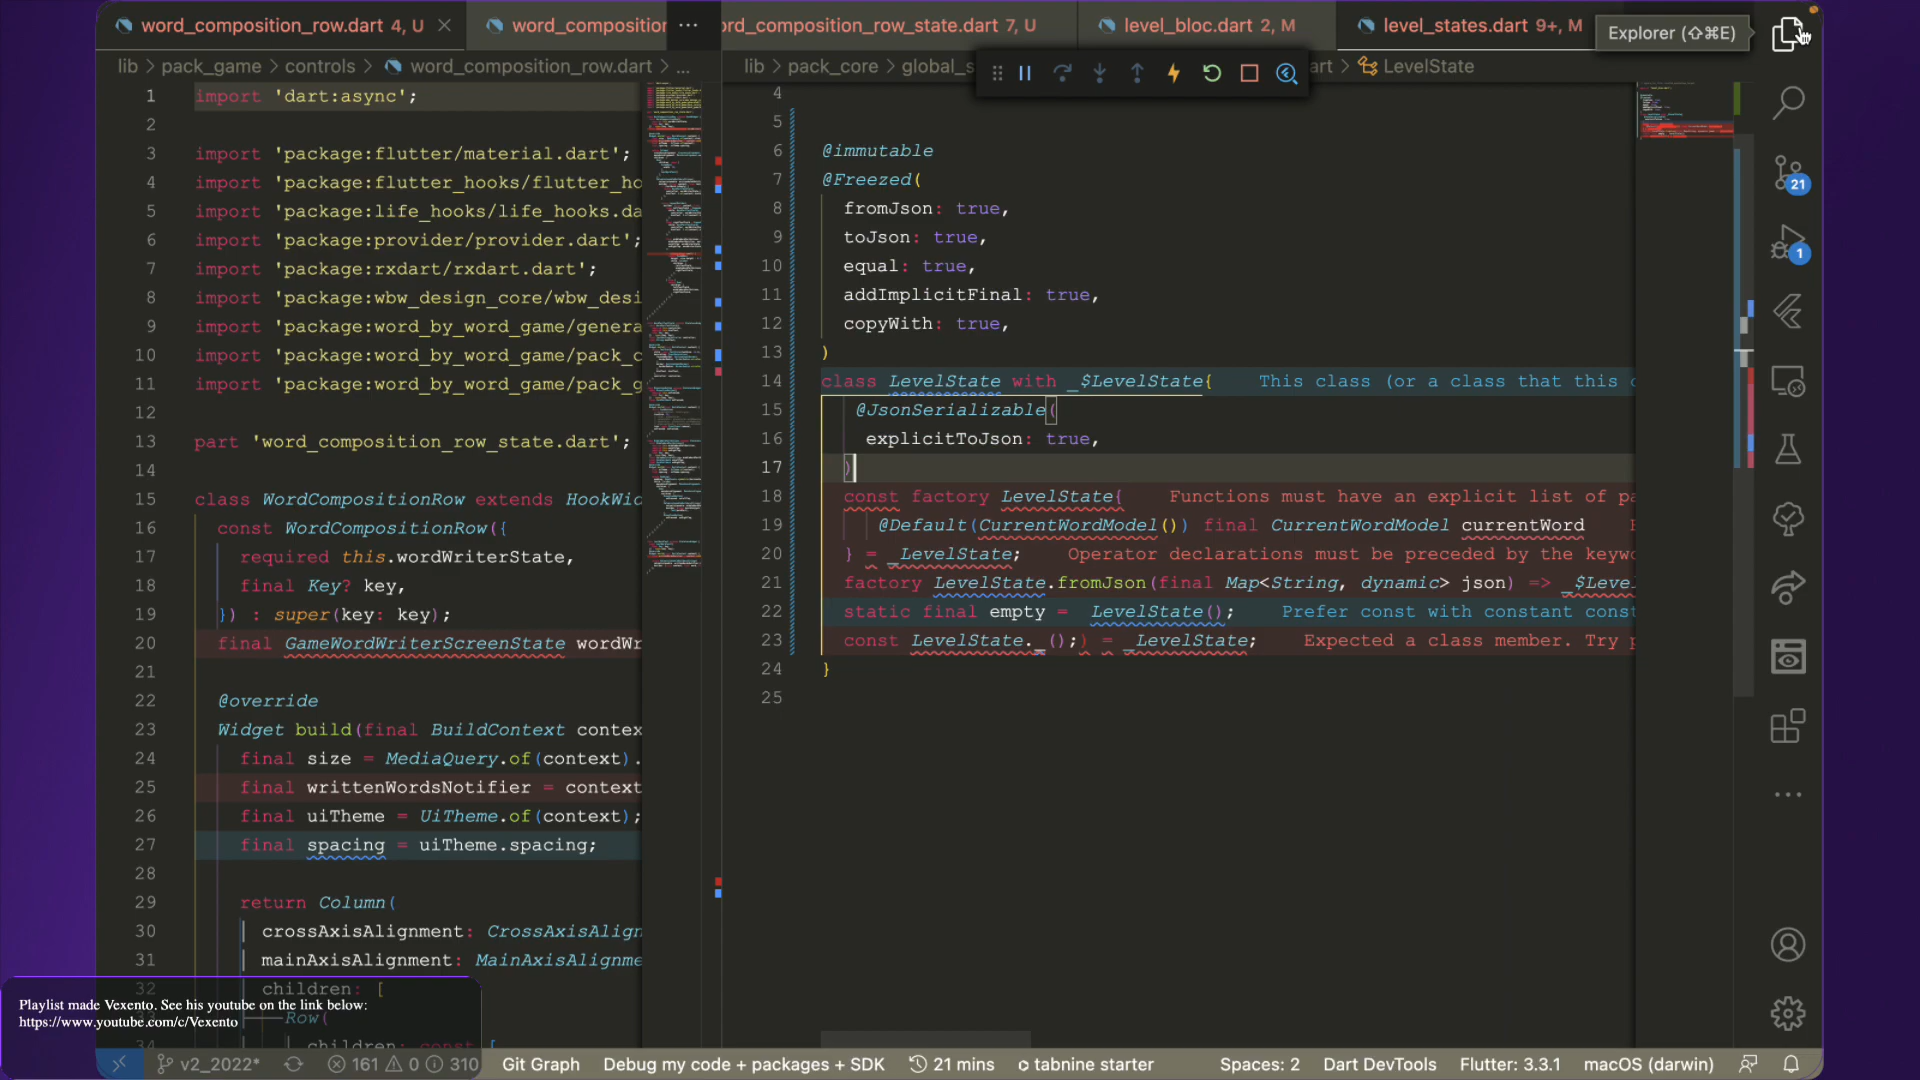 word_composition_row.dart 4, U
word_composition
ord_composition_row_state.dart 7, U
level_bloc.dart 2, M
level_states.dart 9+, M
Explorer (⇧⌘E)
lib > pack_game > controls > word_composition_row.dart > ...
lib > pack_core > global_s
rt > LevelState
1 import 'dart:async';
2
3 import 'package:flutter/material.dart';
4 import 'package:flutter_hooks/flutter_ho
5 import 'package:life_hooks/life_hooks.da
6 import 'package:provider/provider.dart';
7 import 'package:rxdart/rxdart.dart';
8 import 'package:wbw_design_core/wbw_desi
9 import 'package:word_by_word_game/genera
10 import 'package:word_by_word_game/pack_c
11 import 'package:word_by_word_game/pack_g
12
13 part 'word_composition_row_state.dart';
14
15 class WordCompositionRow extends HookWid
16 const WordCompositionRow({
17 required this.wordWriterState,
18 final Key? key,
19 }) : super(key: key);
20 final GameWordWriterScreenState wordWr
21
22 @override
23 Widget build(final BuildContext contex
24 final size = MediaQuery.of(context).
25 final writtenWordsNotifier = context
26 final uiTheme = UiTheme.of(context);
27 final spacing = uiTheme.spacing;
28
29 return Column(
30 crossAxisAlignment: CrossAxisAlign
31 mainAxisAlignment: MainAxisAlignme
32 children: [
33 Row(
34 children: const [
4
5
6 @immutable
7 @Freezed(
8 fromJson: true,
9 toJson: true,
10 equal: true,
11 addImplicitFinal: true,
12 copyWith: true,
13 )
14 class LevelState with _$LevelState{ This class (or a class that this c
15 @JsonSerializable(
16 explicitToJson: true,
17 )
18 const factory LevelState{ Functions must have an explicit list of pa
19 @Default(CurrentWordModel()) final CurrentWordModel currentWord
20 } = _LevelState; Operator declarations must be preceded by the keywo
21 factory LevelState.fromJson(final Map<String, dynamic> json) => _$Level
22 static final empty = _LevelState(); Prefer const with constant cons
23 const LevelState._();) = _LevelState; Expected a class member. Try p
24 }
25
21
1
Playlist made Vexento. See his youtube on the link below:
https://www.youtube.com/c/Vexento
v2_2022* 161 0 310 Git Graph Debug my code + packages + SDK 21 mins tabnine starter Spaces: 2 Dart DevTools Flutter: 3.3.1 macOS (darwin)